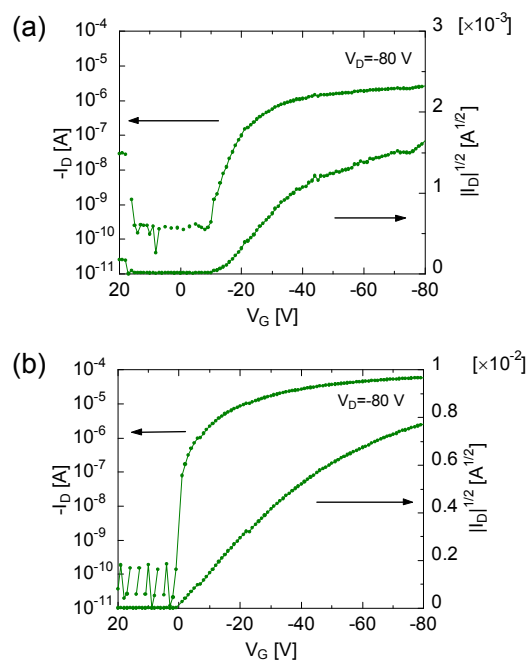 (a)
[×10⁻³]
V_D=-80 V
-I_D [A]
10⁻⁴
10⁻⁵
10⁻⁶
10⁻⁷
10⁻⁸
10⁻⁹
10⁻¹⁰
10⁻¹¹
3
2
1
0
|I_D|^1/2 [A^1/2]
20 0 -20 -40 -60 -80
V_G [V]
(b)
[×10⁻²]
V_D=-80 V
-I_D [A]
10⁻⁴
10⁻⁵
10⁻⁶
10⁻⁷
10⁻⁸
10⁻⁹
10⁻¹⁰
10⁻¹¹
1
0.8
0.6
0.4
0.2
0
|I_D|^1/2 [A^1/2]
20 0 -20 -40 -60 -80
V_G [V]